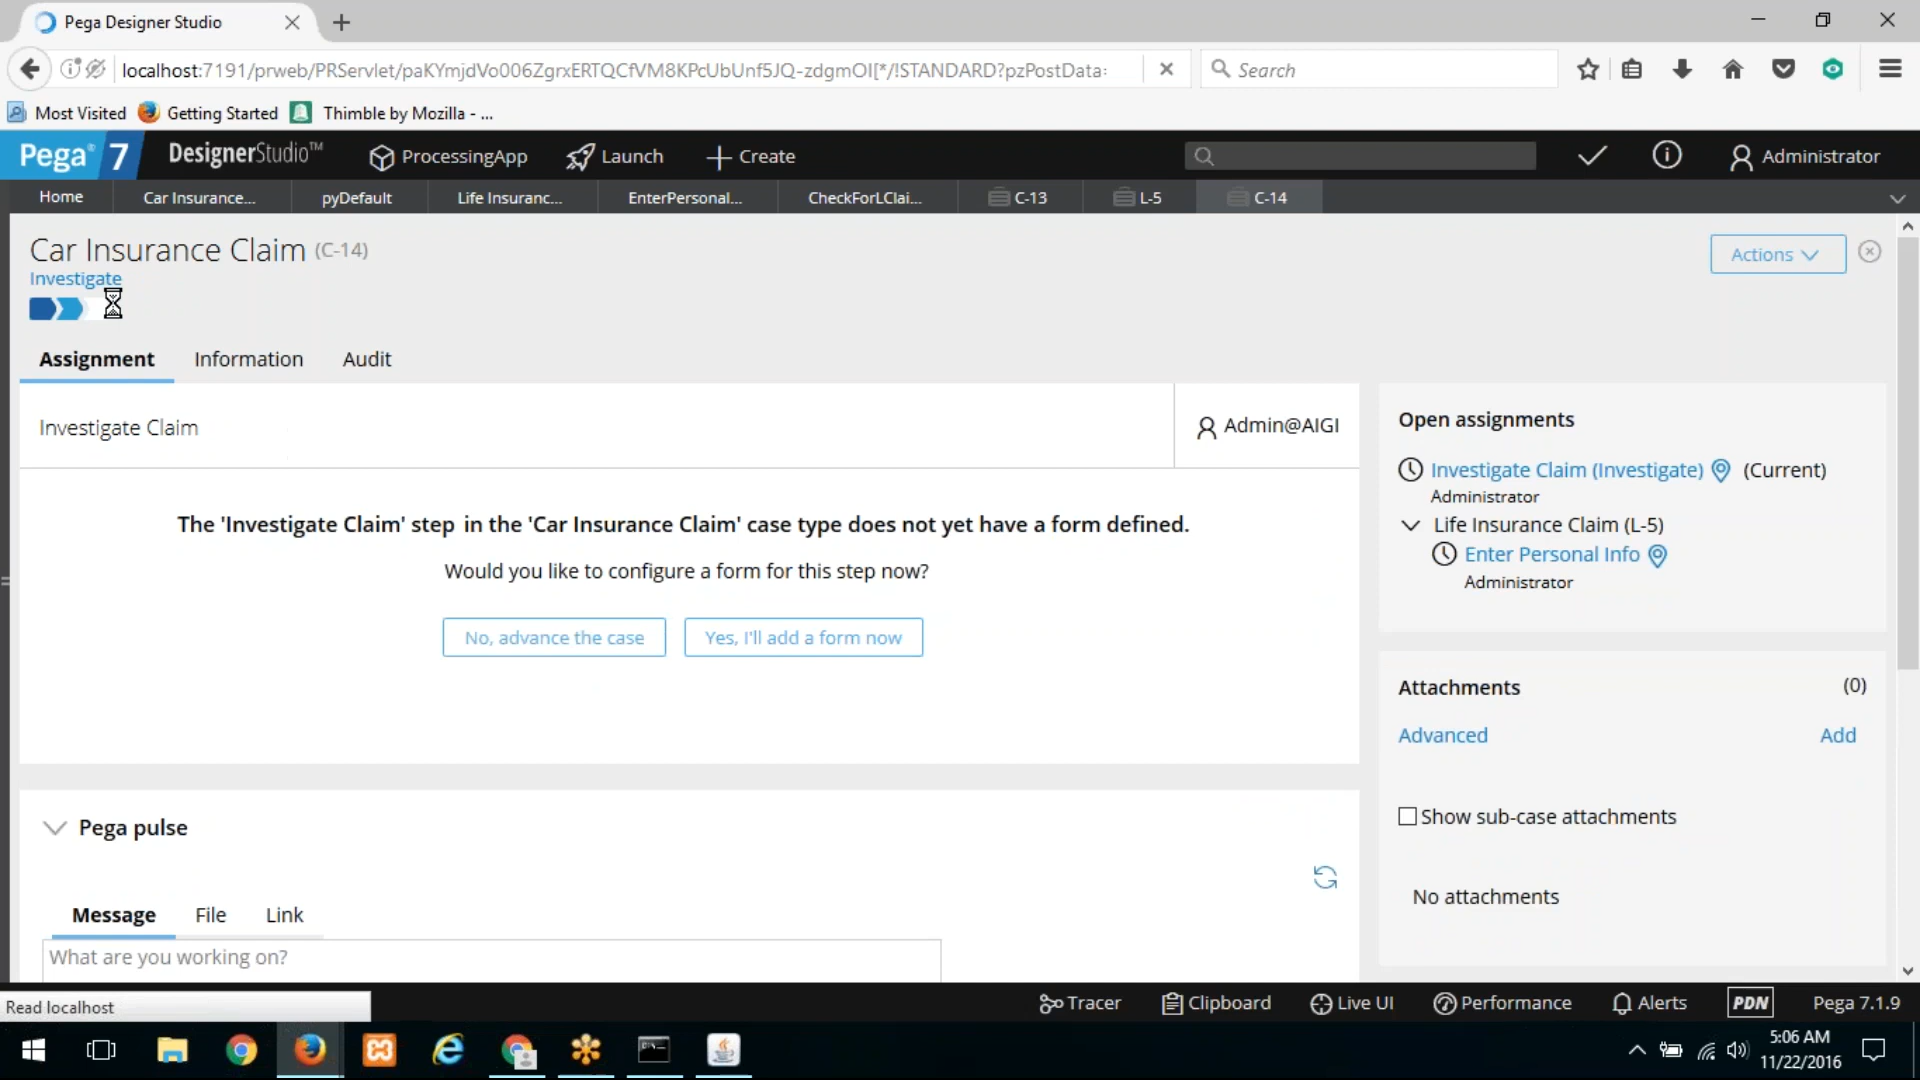 Pega Designer Studio
localhost:7191/prweb/PRServlet/paKYmjdVo006ZgrxERTQCfVM8KPcUbUnf5JQ-zdgmOI[*/!STANDARD?pzPostData:
Search
Most Visited
Getting Started
Thimble by Mozilla - ...
Pega® 7
DesignerStudio™
ProcessingApp
Launch
Create
Administrator
Home
Car Insurance...
pyDefault
Life Insuranc...
EnterPersonal...
CheckForLClai...
C-13
L-5
C-14
Car Insurance Claim (C-14)
Actions
Investigate
Assignment
Information
Audit
Investigate Claim
Admin@AIGI
The 'Investigate Claim' step in the 'Car Insurance Claim' case type does not yet have a form defined.
Would you like to configure a form for this step now?
No, advance the case
Yes, I'll add a form now
Open assignments
Investigate Claim (Investigate) (Current)
Administrator
Life Insurance Claim (L-5)
Enter Personal Info
Administrator
Attachments (0)
Advanced
Add
Show sub-case attachments
No attachments
Pega pulse
Message
File
Link
What are you working on?
Read localhost
Tracer
Clipboard
Live UI
Performance
Alerts
PDN
Pega 7.1.9
5:06 AM
11/22/2016